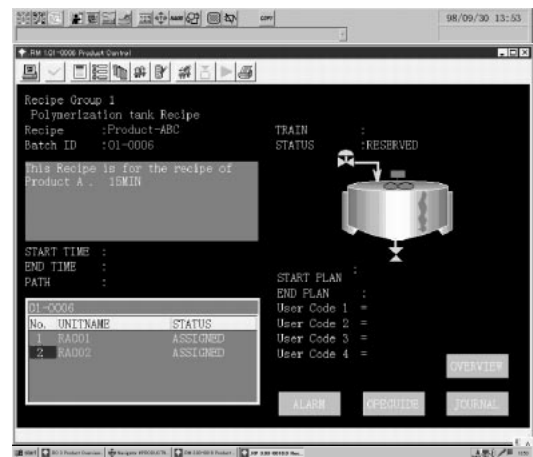 NAME
COPY
98/09/30 13:53
Product Control
Recipe Group 1
Polymerization tank Recipe
Recipe :Product-ABC
Batch ID :01-0006
TRAIN :
STATUS :RESERVED
This Recipe is for the recipe of
Product A . 15MIN
START TIME :
END TIME :
PATH :
START PLAN :
END PLAN :
User Code 1 =
User Code 2 =
User Code 3 =
User Code 4 =
01-0006
No. UNITNAME STATUS
1 RA001 ASSIGNED
2 RA002 ASSIGNED
OVERVIEW
ALARM OPEGUIDE JOURNAL